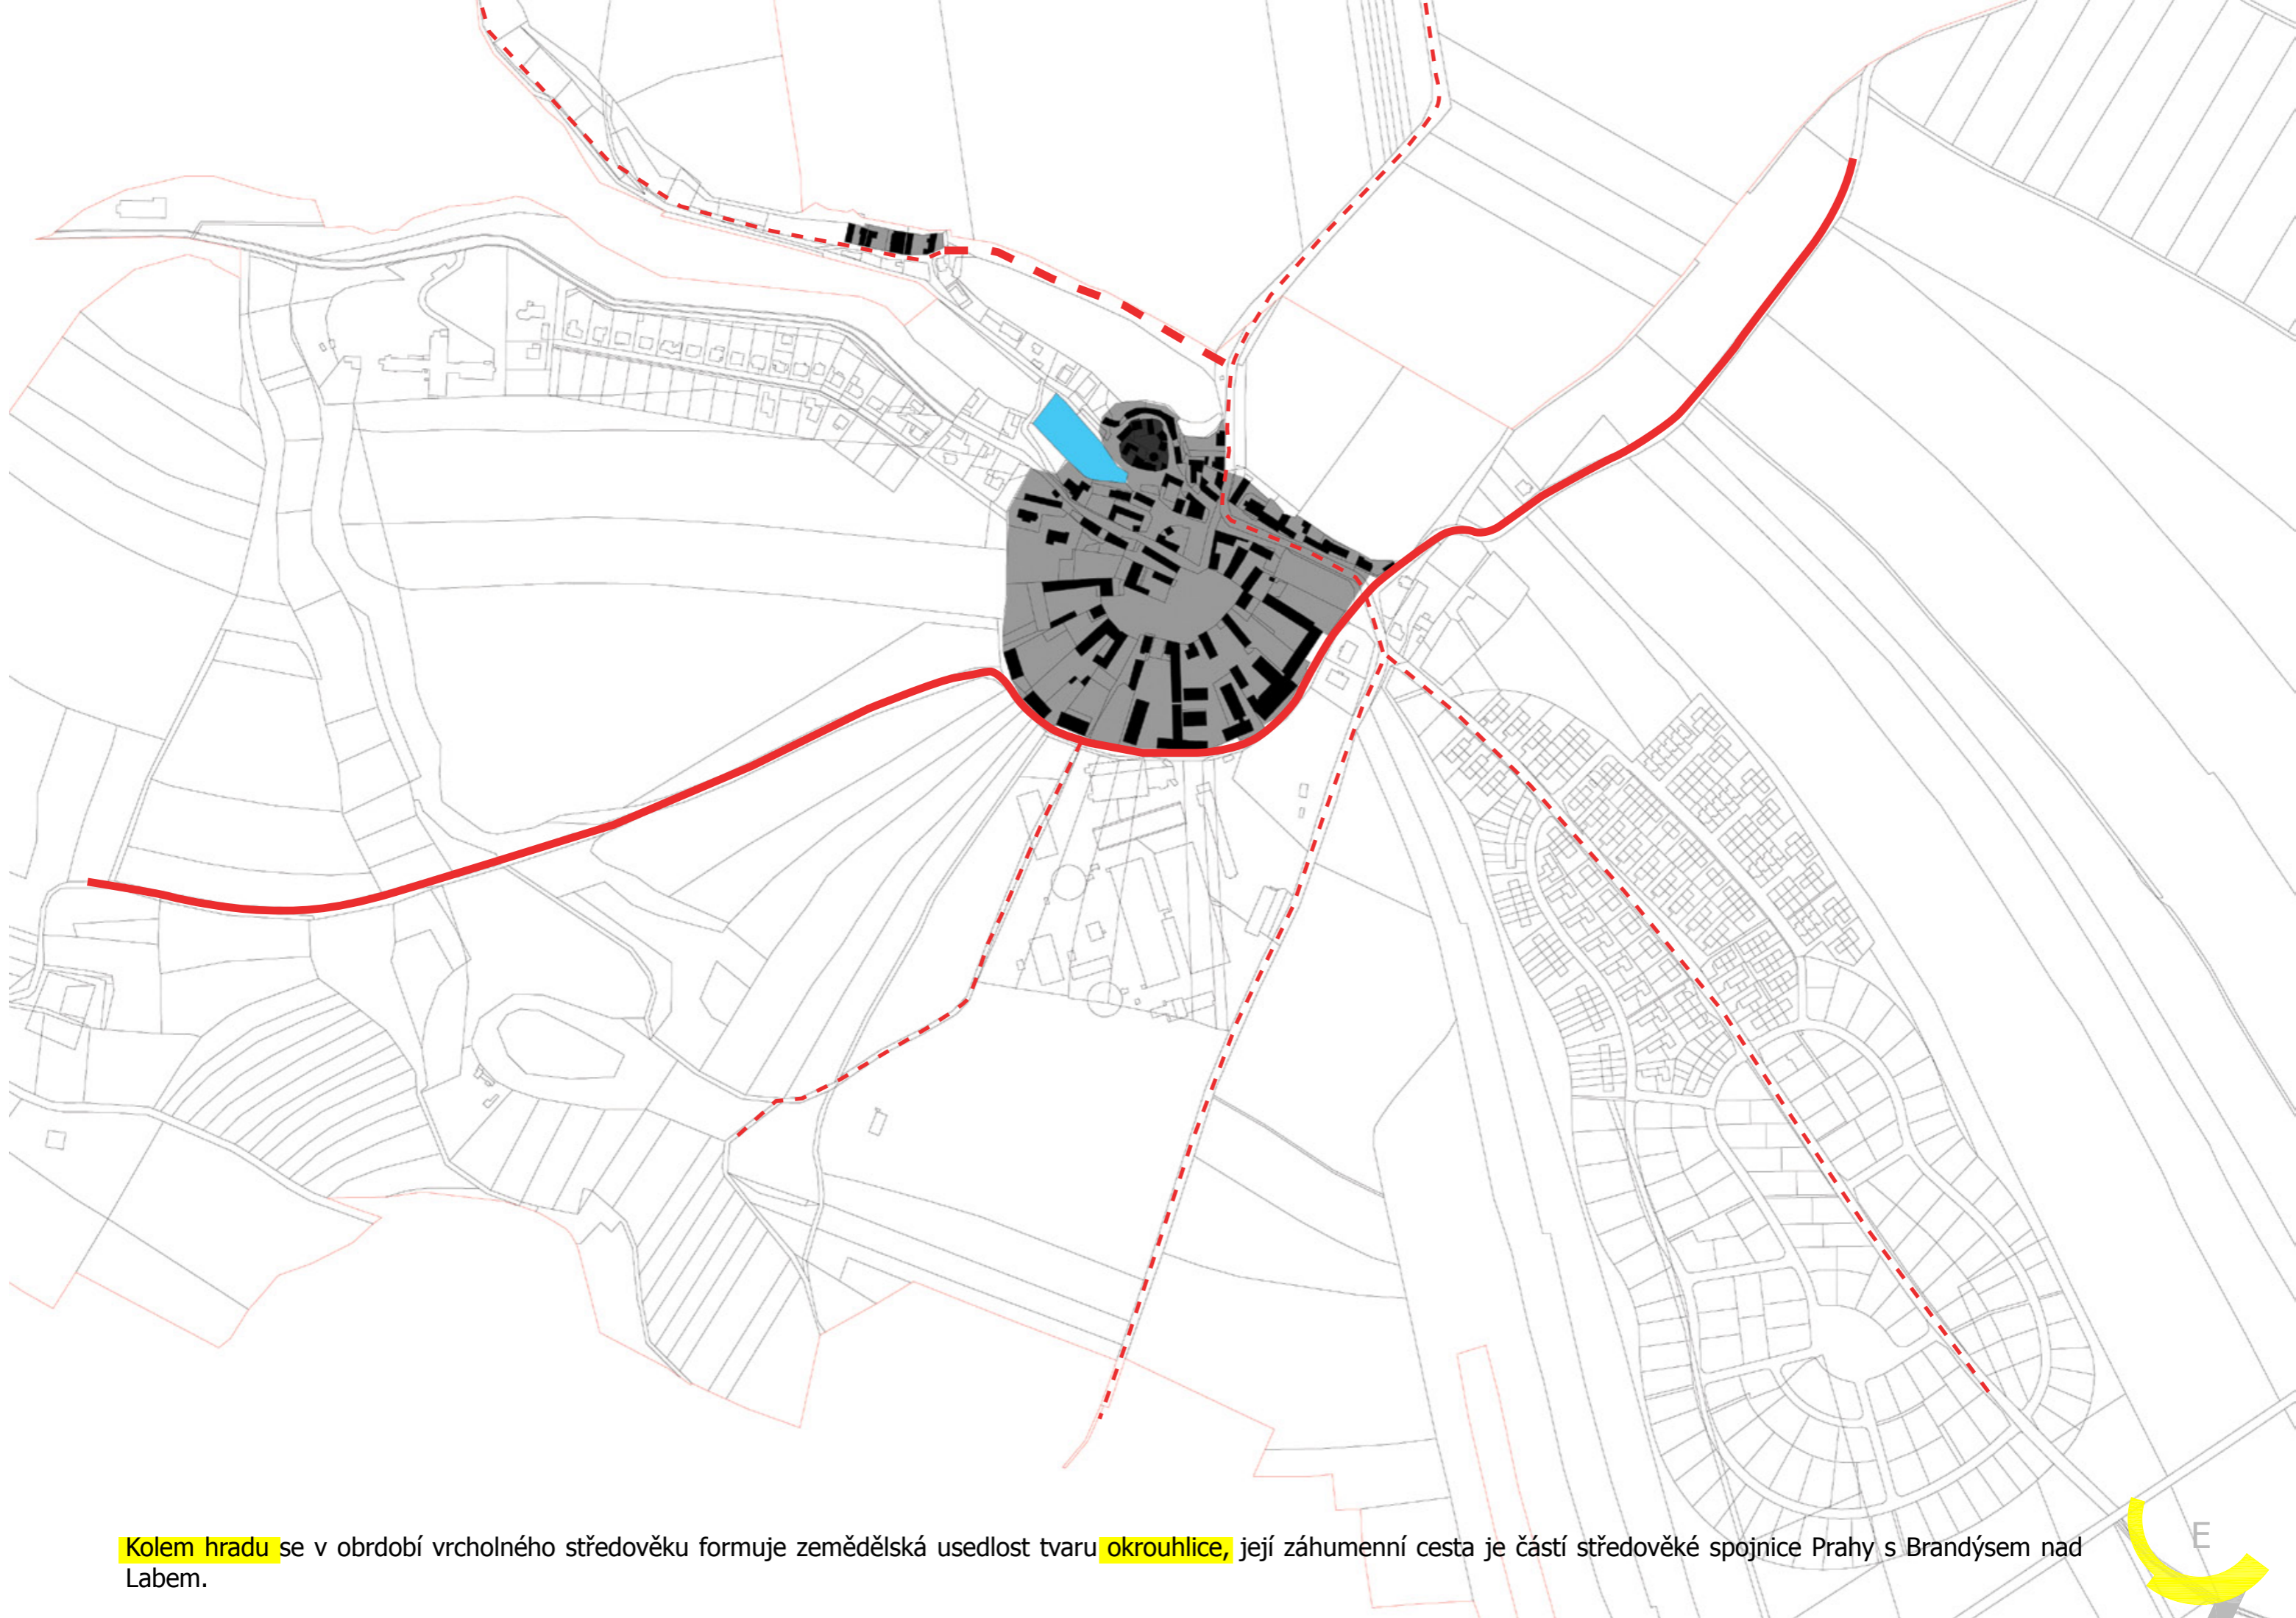 Kolem hradu se v obrdobí vrcholného středověku formuje zemědělská usedlost tvaru okrouhlice, její záhumenní cesta je částí středověké spojnice Prahy s Brandýsem nad
Labem.
E